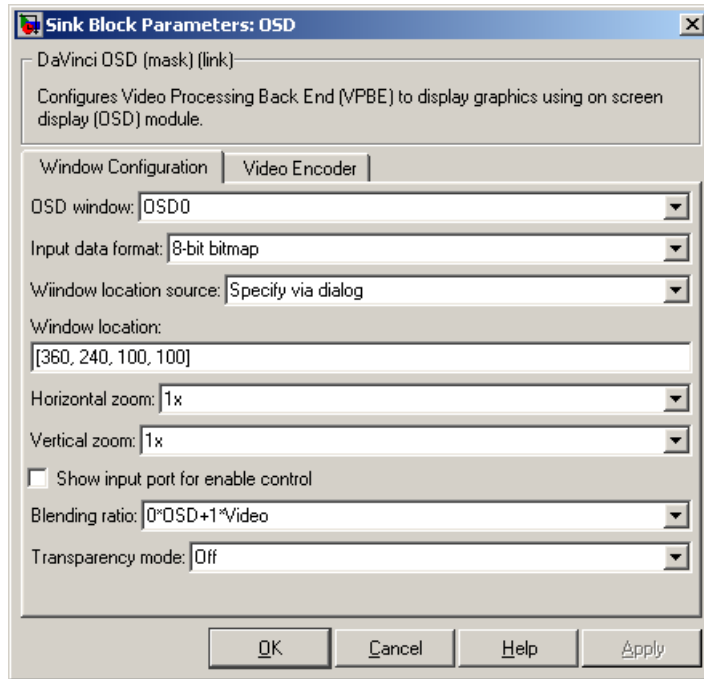 Sink Block Parameters: OSD
DaVinci OSD (mask) (link)
Configures Video Processing Back End (VPBE) to display graphics using on screen
display (OSD) module.
Window Configuration Video Encoder
OSD window: OSD0
Input data format: 8-bit bitmap
Wiindow location source: Specify via dialog
Window location:
[360, 240, 100, 100]
Horizontal zoom: 1x
Vertical zoom: 1x
Show input port for enable control
Blending ratio: 0*OSD+1*Video
Transparency mode: Off
OK Cancel Help Apply